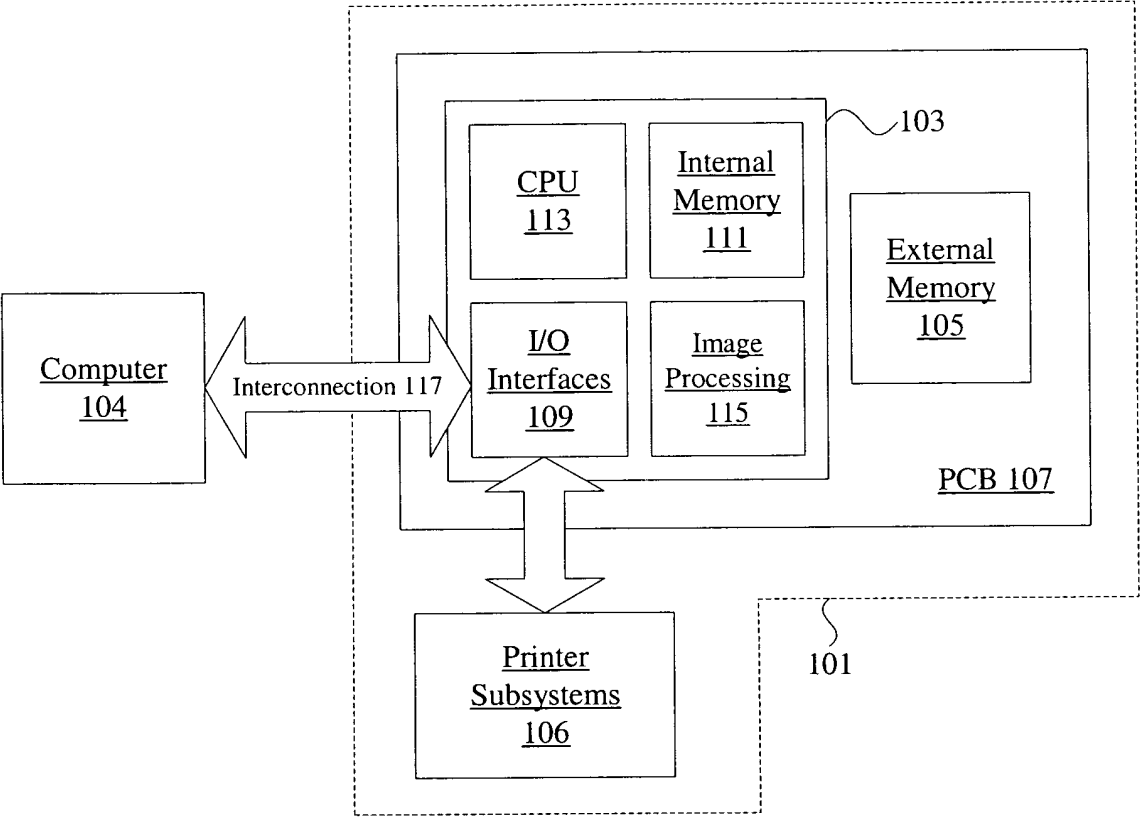 103
CPU
113
Internal
Memory
111
External
Memory
105
Computer
104
Interconnection 117
I/O
Interfaces
109
Image
Processing
115
PCB 107
Printer
Subsystems
106
101